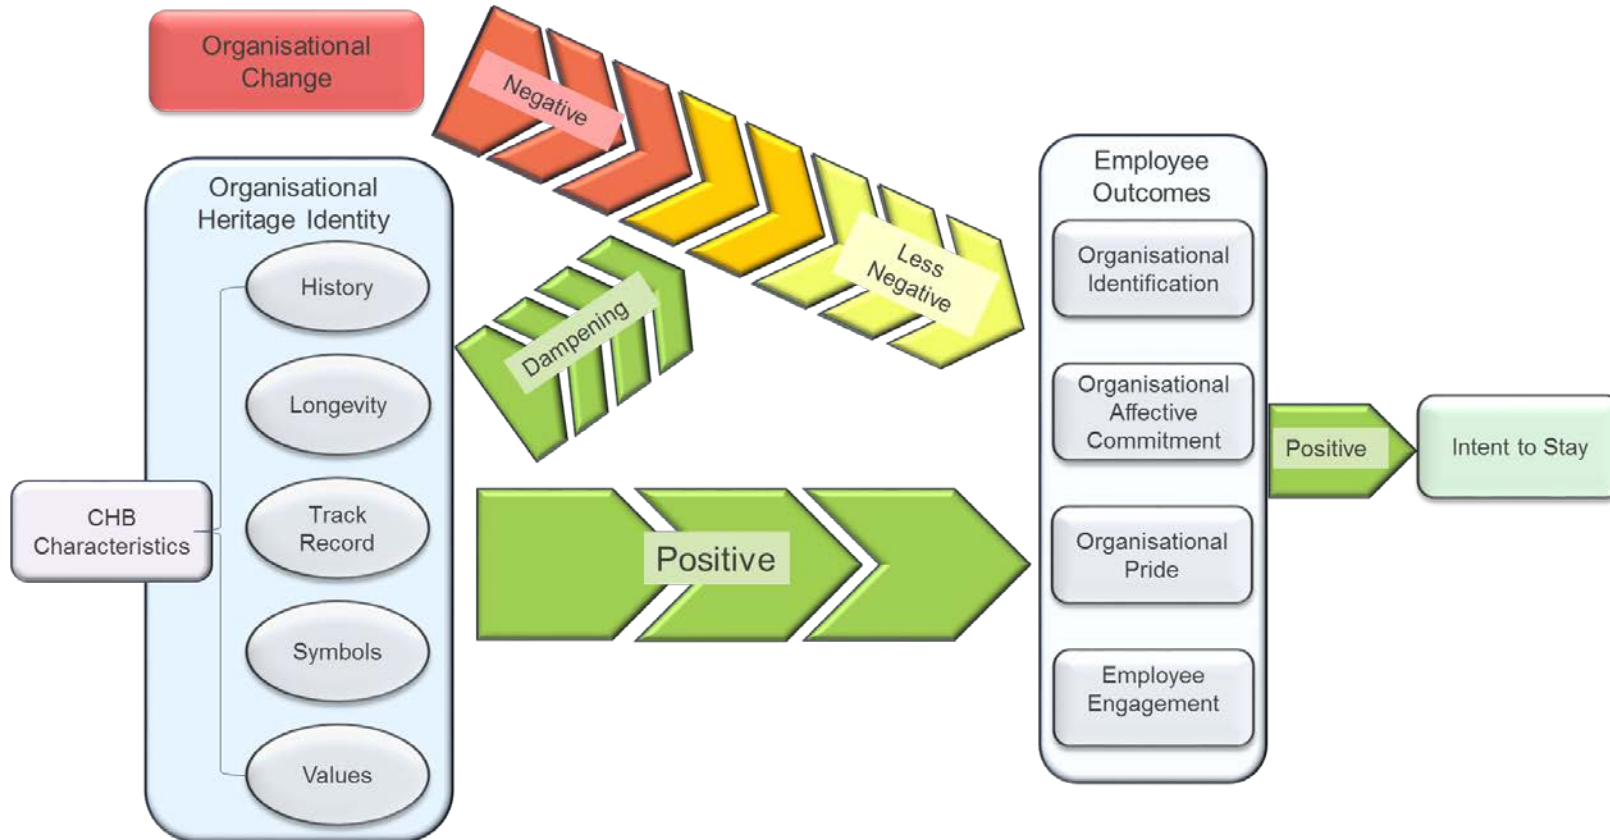 Organisational
Change
Negative
Less
Negative
Dampening
Positive
Organisational
Heritage Identity
History
Longevity
Track
Record
Symbols
Values
CHB
Characteristics
Employee
Outcomes
Organisational
Identification
Organisational
Affective
Commitment
Organisational
Pride
Employee
Engagement
Positive
Intent to Stay